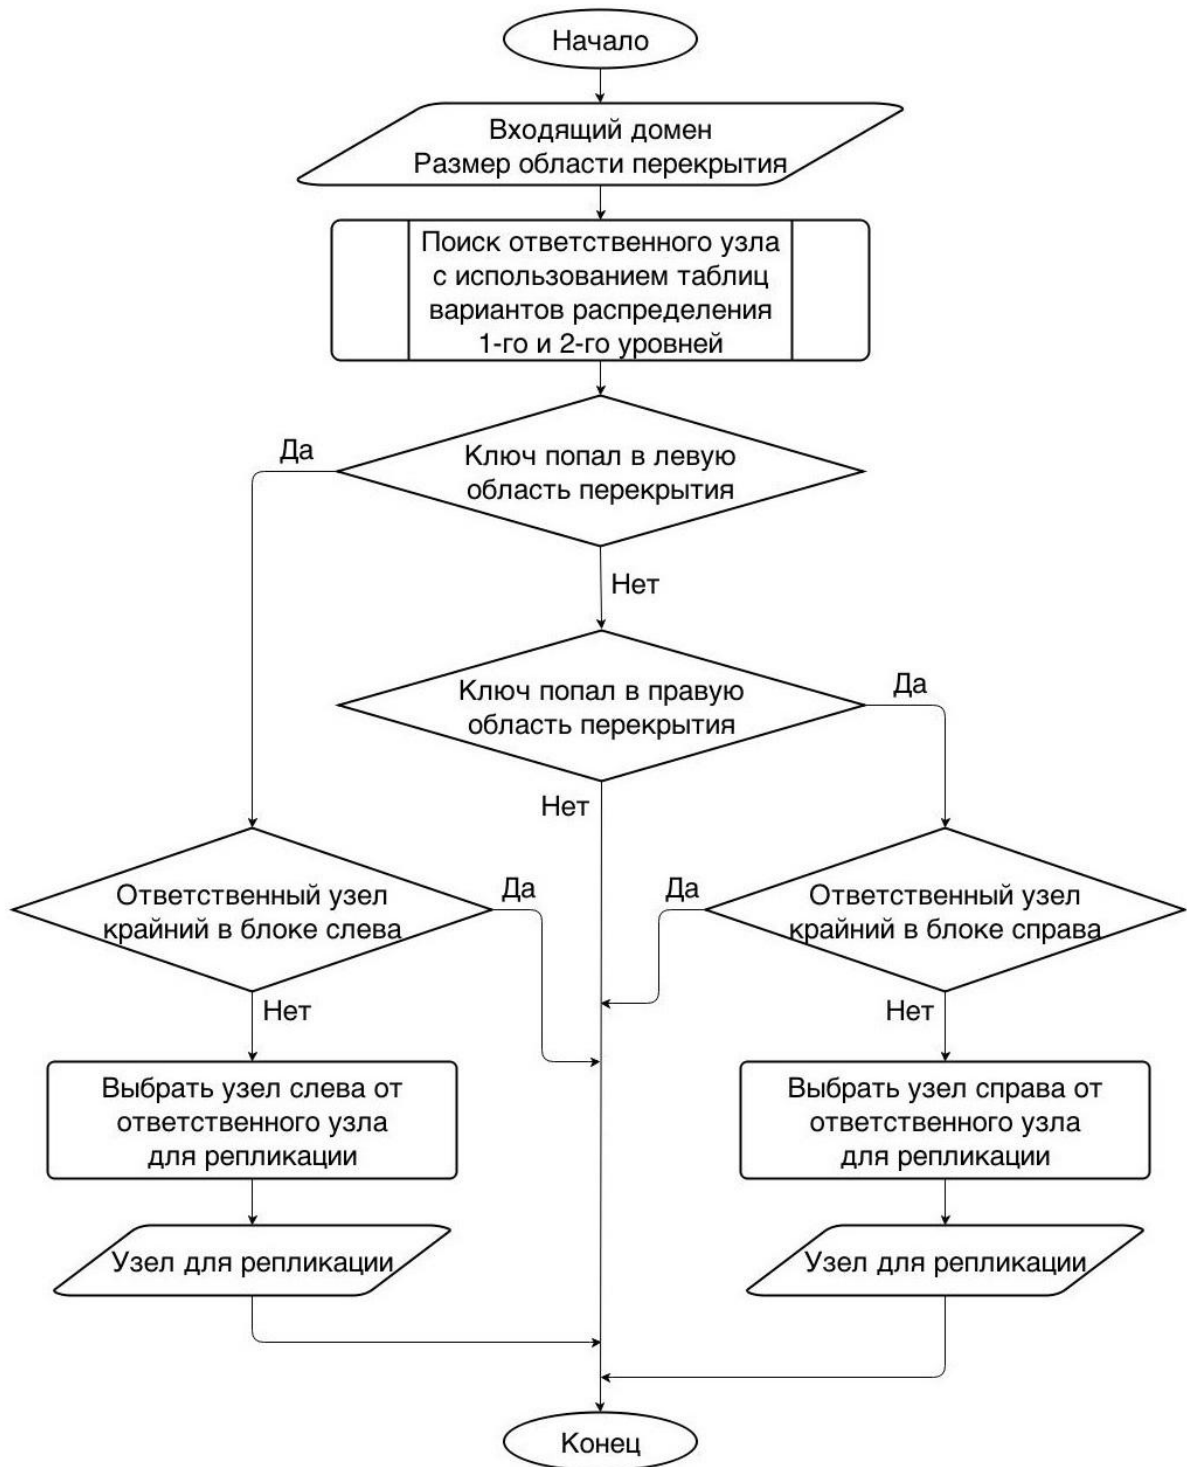 Начало
Входящий домен
Размер области перекрытия
Поиск ответственного узла
с использованием таблиц
вариантов распределения
1-го и 2-го уровней
Да
Ключ попал в левую
область перекрытия
Нет
Ключ попал в правую
область перекрытия
Да
Нет
Ответственный узел
крайний в блоке слева
Да
Да
Ответственный узел
крайний в блоке справа
Нет
Нет
Выбрать узел слева от
ответственного узла
для репликации
Выбрать узел справа от
ответственного узла
для репликации
Узел для репликации
Узел для репликации
Конец